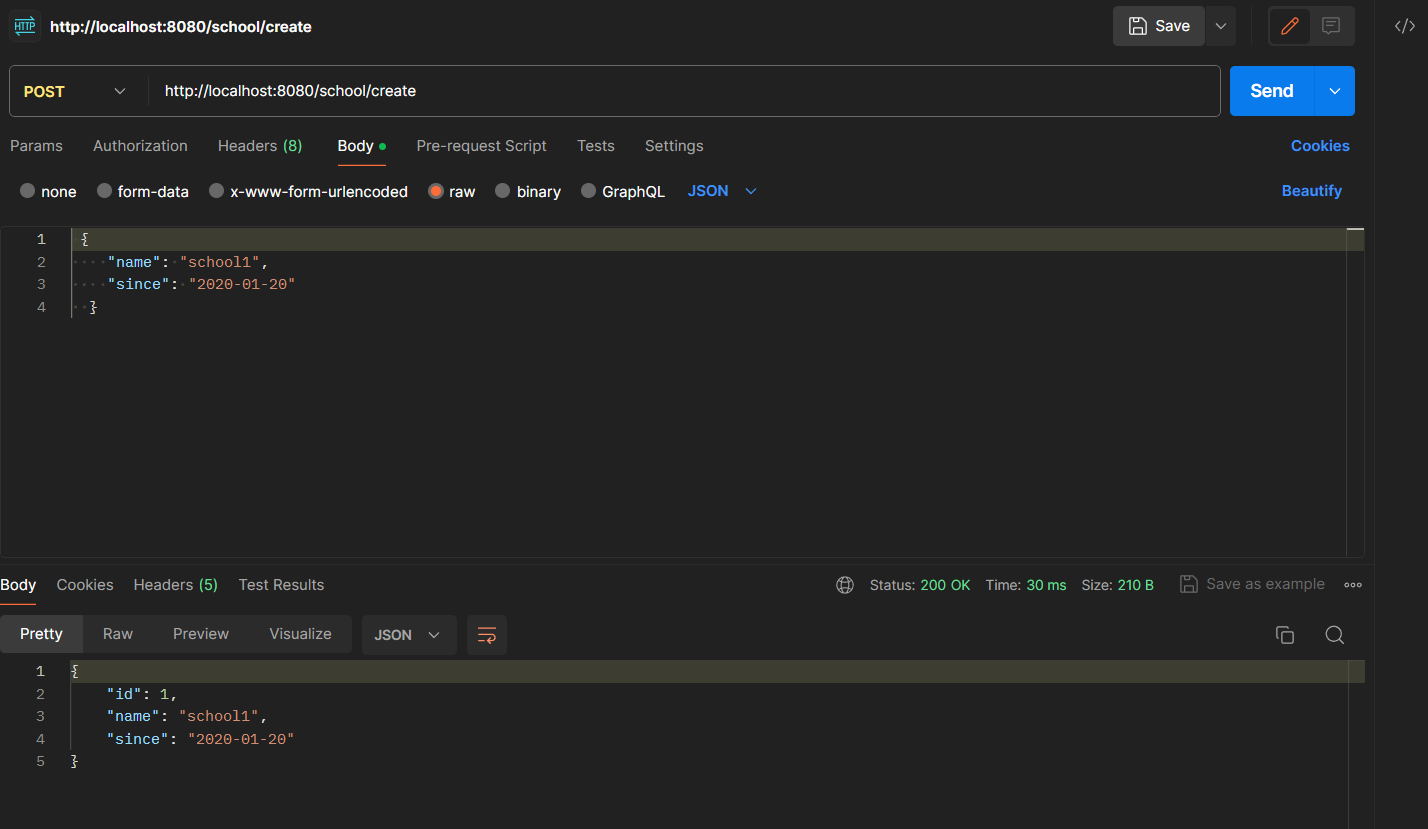 HTTP http://localhost:8080/school/create Save </>
POST http://localhost:8080/school/create Send
Params Authorization Headers (8) Body Pre-request Script Tests Settings Cookies
none form-data x-www-form-urlencoded raw binary GraphQL JSON Beautify
1 {
2 "name": "school1",
3 "since": "2020-01-20"
4 }
Body Cookies Headers (5) Test Results Status: 200 OK Time: 30 ms Size: 210 B Save as example
Pretty Raw Preview Visualize JSON
1 {
2 "id": 1,
3 "name": "school1",
4 "since": "2020-01-20"
5 }